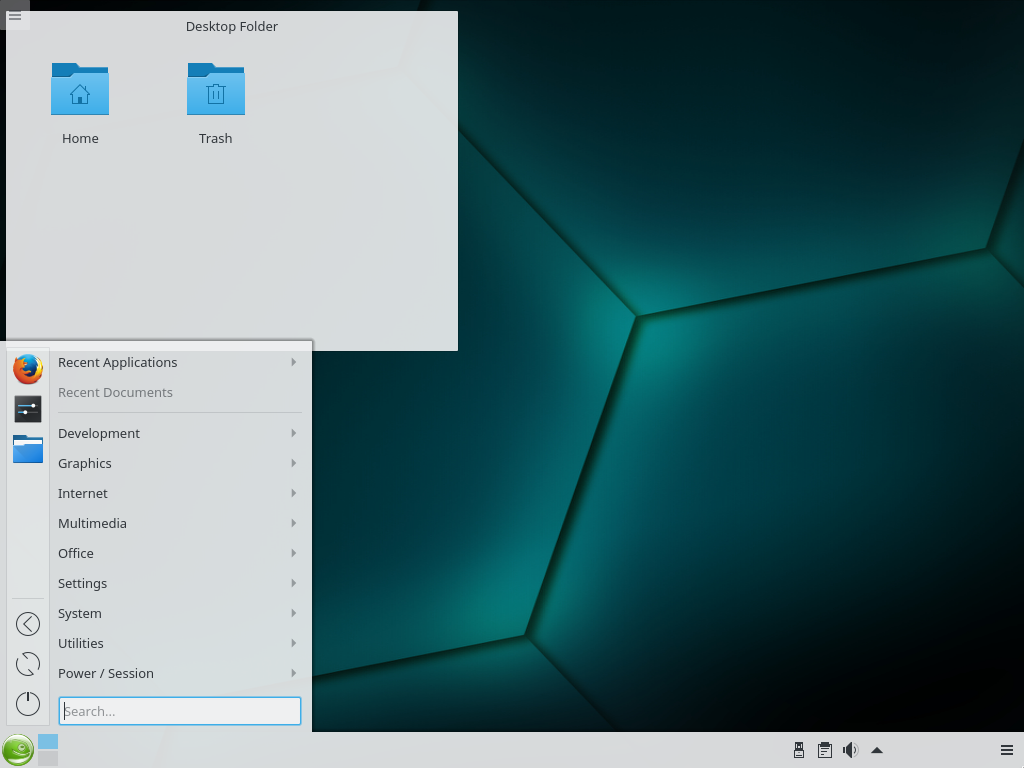 Desktop Folder
Home
Trash
Recent Applications
Recent Documents
Development
Graphics
Internet
Multimedia
Office
Settings
System
Utilities
Power / Session
Search...